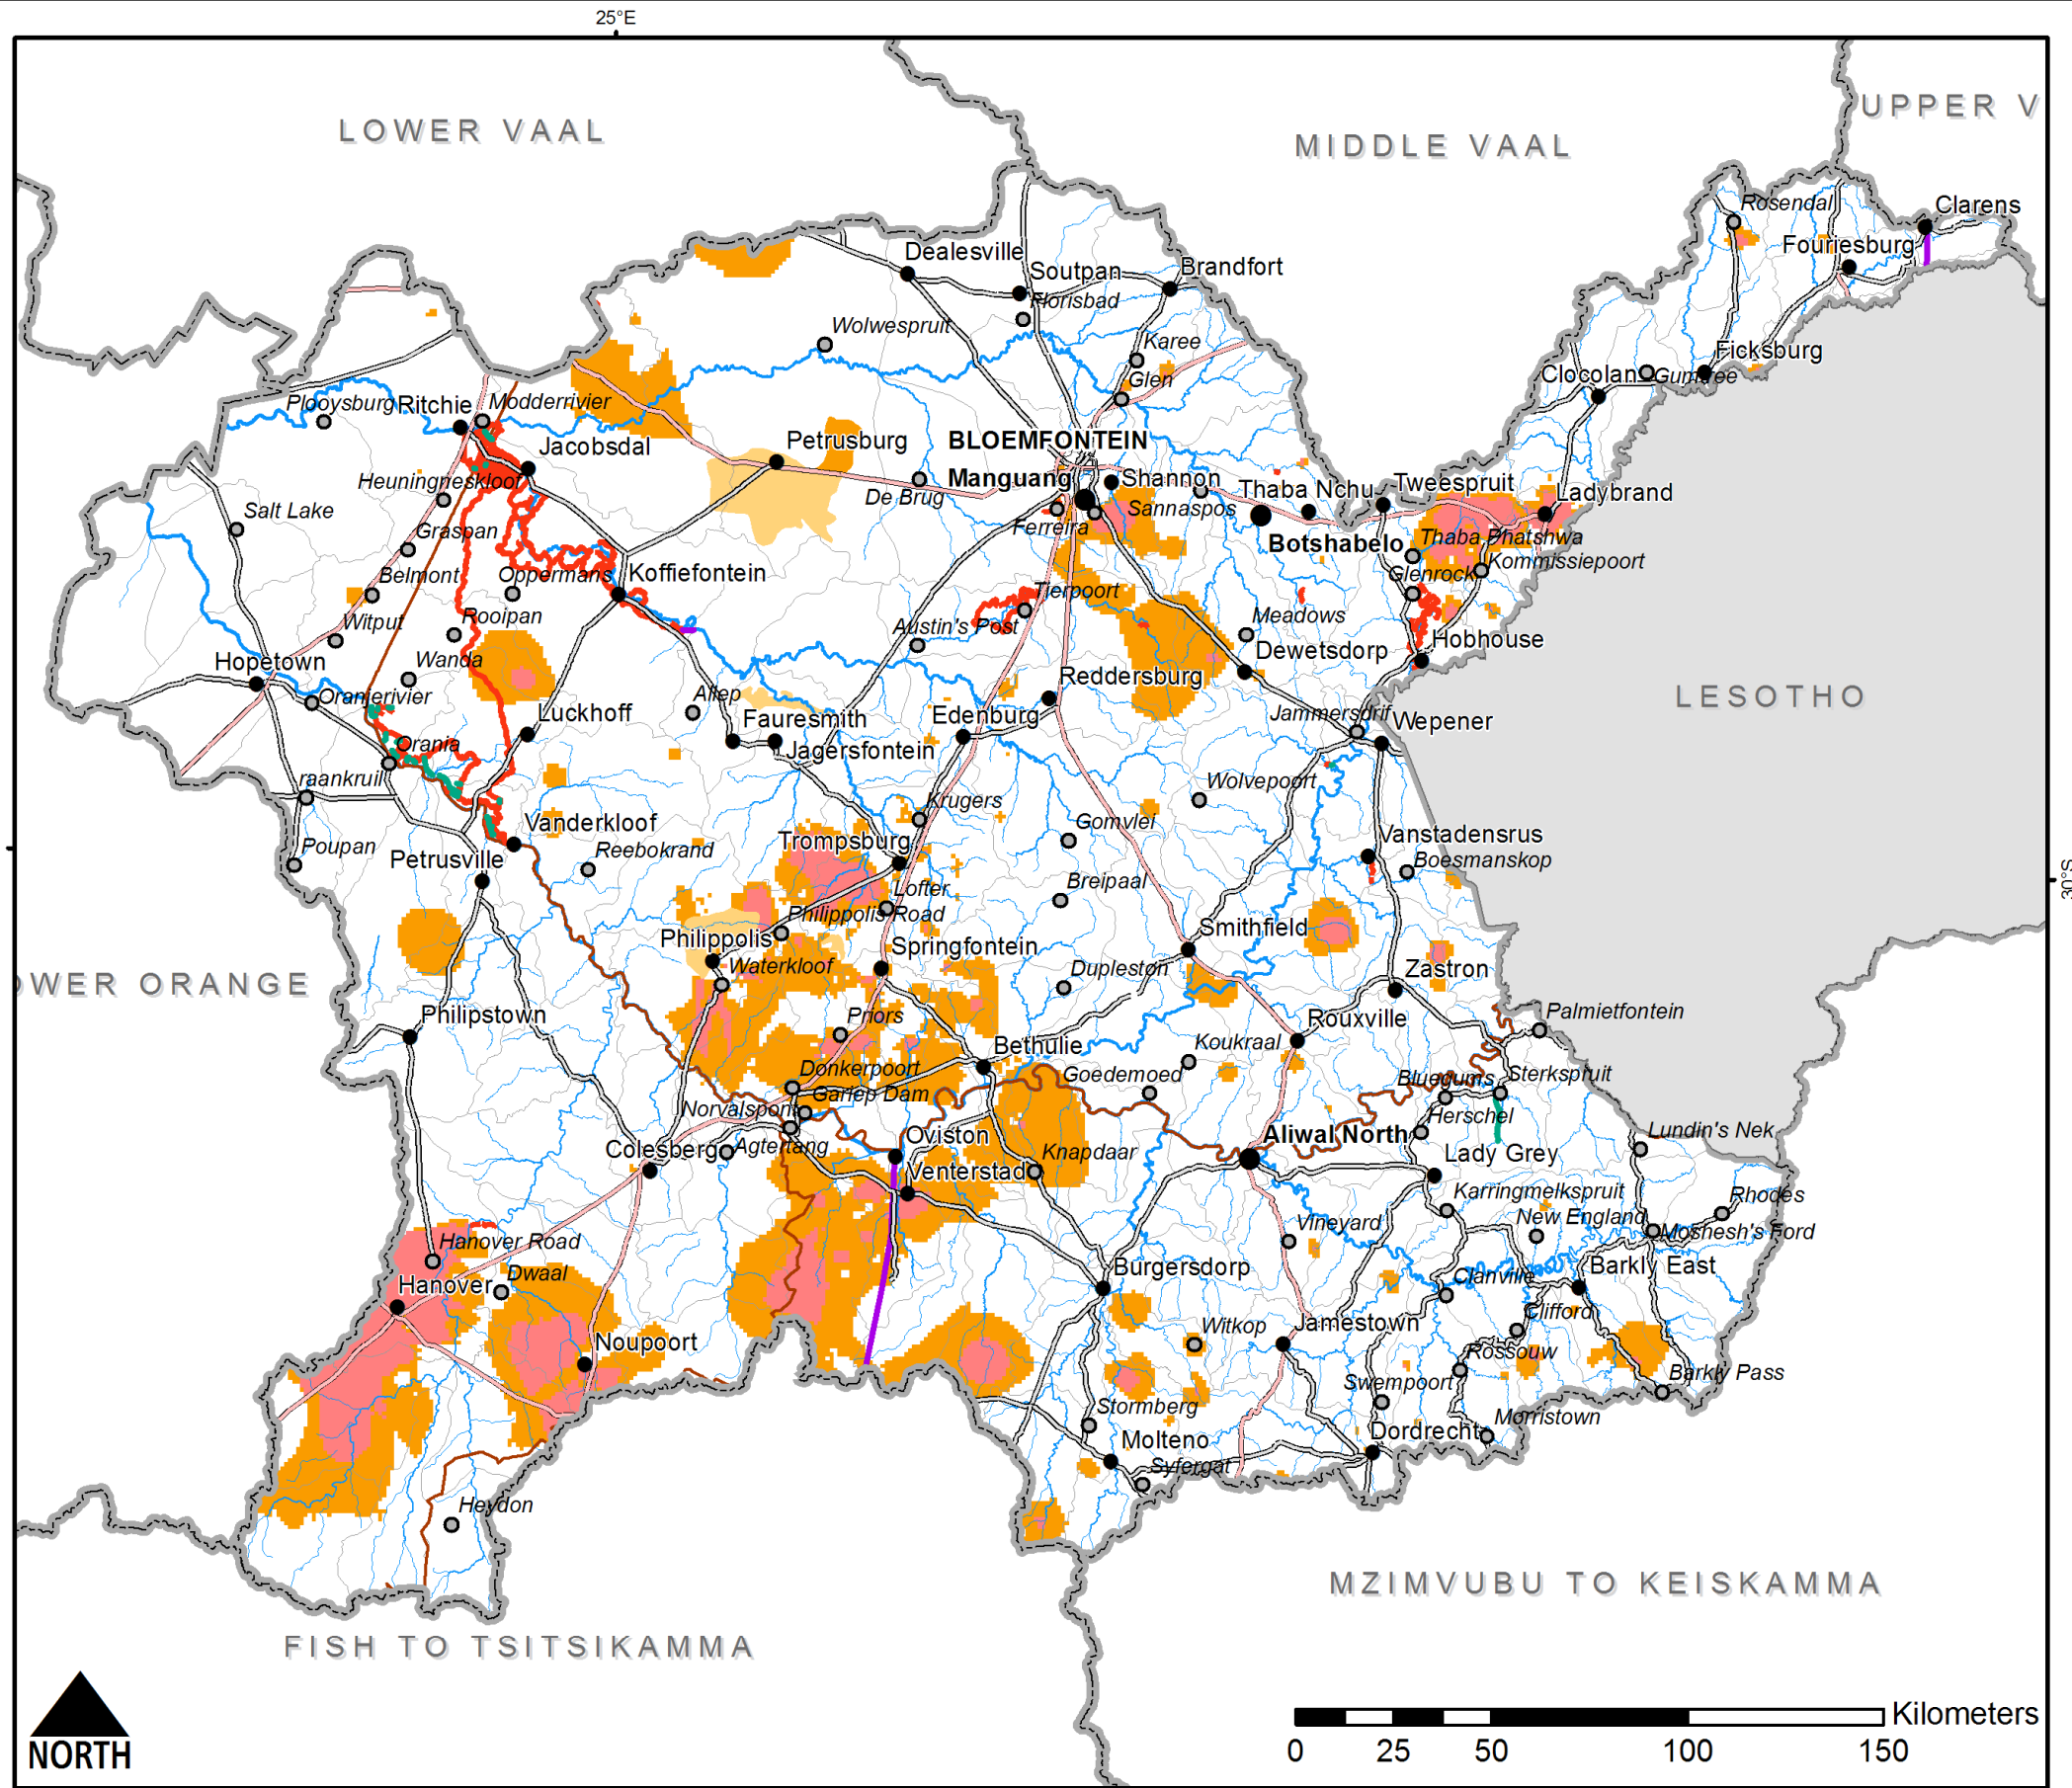 25°E
LOWER VAAL
MIDDLE VAAL
UPPER V
Rosendal
Clarens
Fouriesburg
Dealesville
Soutpan
Brandfort
Florisbad
Wolwespruit
Karee
Glen
Ficksburg
Clocolan
Gumtree
Plooysburg
Ritchie
Modderrivier
Jacobsdal
Petrusburg
BLOEMFONTEIN
Manguang
Shannon
De Brug
Heuningneskloof
Thaba Nchu
Tweespruit
Ladybrand
Salt Lake
Sannaspos
Ferreira
Graspan
Botshabelo
Thaba Phatshwa
Kommissiepoort
Glenrock
Belmont
Oppermans
Koffiefontein
Tierpoort
Witput
Rooipan
Austin's Post
Meadows
Hobhouse
Dewetsdorp
Hopetown
Wanda
Reddersburg
LESOTHO
Oranjerivier
Allep
Luckhoff
Fauresmith
Edenburg
Jammersdrif
Wepener
Orania
Jagersfontein
raankruil
Wolvepoort
Krugers
Vanderkloof
Gomvlei
Trompsburg
Vanstadensrus
Poupan
Petrusville
Reebokrand
Boesmanskop
30°S
Breipaal
Lofter
Philippolis Road
Smithfield
Philippolis
Springfontein
Waterkloof
Dupleston
Zastron
OWER ORANGE
Philipstown
Priors
Rouxville
Palmietfontein
Bethulie
Koukraal
Donkerpoort
Goedemoed
Bluegums
Sterkspruit
Gariep Dam
Norvalspont
Herschel
Oviston
Aliwal North
Lundin's Nek
Colesberg
Agtertang
Knapdaar
Lady Grey
Venterstad
Karringmelkspruit
Rhodes
Vineyard
New England
Moshesh's Ford
Hanover Road
Dwaal
Burgersdorp
Barkly East
Hanover
Clanville
Clifford
Noupoort
Witkop
Jamestown
Rossouw
Barkly Pass
Swempoort
Stormberg
Morristown
Molteno
Dordrecht
Syfergat
Heydon
MZIMVUBU TO KEISKAMMA
FISH TO TSITSIKAMMA
NORTH
Kilometers
0 25 50 100 150